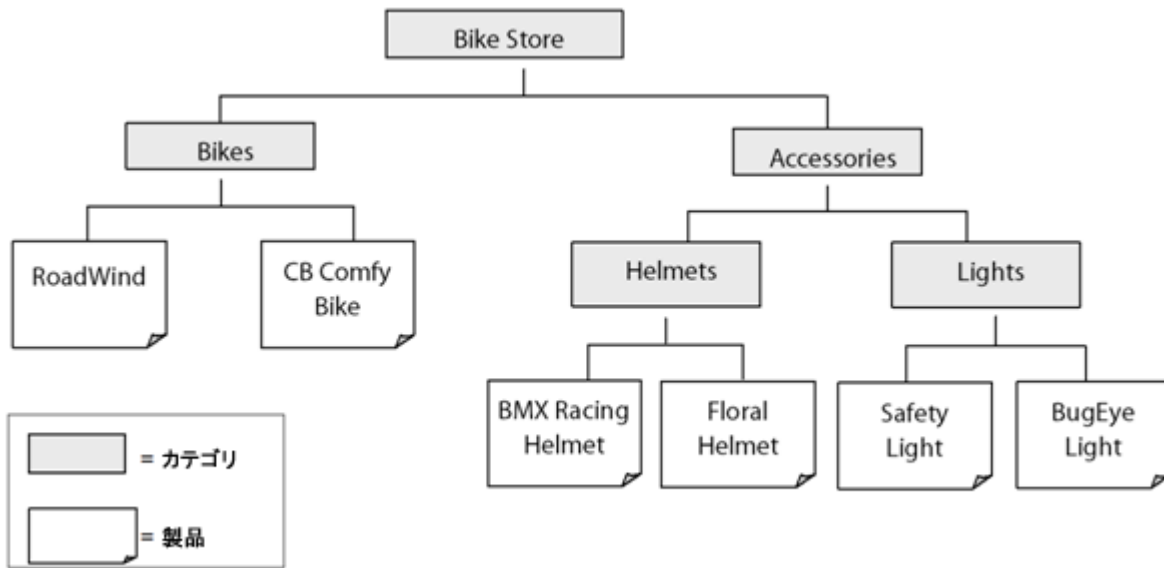 Bike Store
Bikes
Accessories
RoadWind
CB Comfy
Bike
Helmets
Lights
BMX Racing
Helmet
Floral
Helmet
Safety
Light
BugEye
Light
= カテゴリ
= 製品